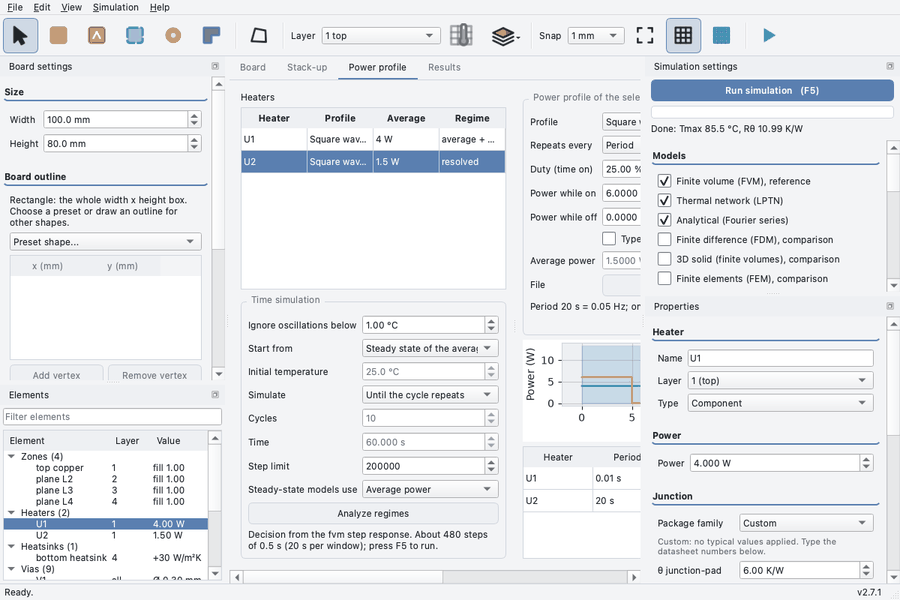 File Edit View Simulation Help
Layer 1 top Snap 1 mm
Board settings
Size
Width 100.0 mm
Height 80.0 mm
Board outline
Rectangle: the whole width x height box.
Choose a preset or draw an outline for
other shapes.
Preset shape...
x (mm) y (mm)
Add vertex Remove vertex
Elements
Filter elements
Element Layer Value
Zones (4)
top copper 1 fill 1.00
plane L2 2 fill 1.00
plane L3 3 fill 1.00
plane L4 4 fill 1.00
Heaters (2)
U1 1 4.00 W
U2 1 1.50 W
Heatsinks (1)
bottom heatsink 4 +30 W/m²K
Vias (9)
Board Stack-up Power profile Results
Heaters
Heater Profile Average Regime
U1 Square wav... 4 W average + ...
U2 Square wav... 1.5 W resolved
Time simulation
Ignore oscillations below 1.00 °C
Start from Steady state of the averag
Initial temperature 25.0 °C
Simulate Until the cycle repeats
Cycles 10
Time 60.000 s
Step limit 200000
Steady-state models use Average power
Analyze regimes
Decision from the fvm step response. About 480 steps
of 0.5 s (20 s per window); press F5 to run.
Power profile of the sele
Profile Square
Repeats every Period
Duty (time on) 25.00 %
Power while on 6.0000
Power while off 0.0000
Type
Average power 1.5000
File
Period 20 s = 0.05 Hz; or
Power (W)
10
5
0
0 5
Heater Period
U1 0.01 s
U2 20 s
Simulation settings
Run simulation (F5)
Done: Tmax 85.5 °C, Rθ 10.99 K/W
Models
Finite volume (FVM), reference
Thermal network (LPTN)
Analytical (Fourier series)
Finite difference (FDM), comparison
3D solid (finite volumes), comparison
Finite elements (FEM), comparison
Properties
Heater
Name U1
Layer 1 (top)
Type Component
Power
Power 4.000 W
Junction
Package family Custom
Custom: no typical values applied. Type the
datasheet numbers below.
θ junction-pad 6.00 K/W
Ready. v2.7.1